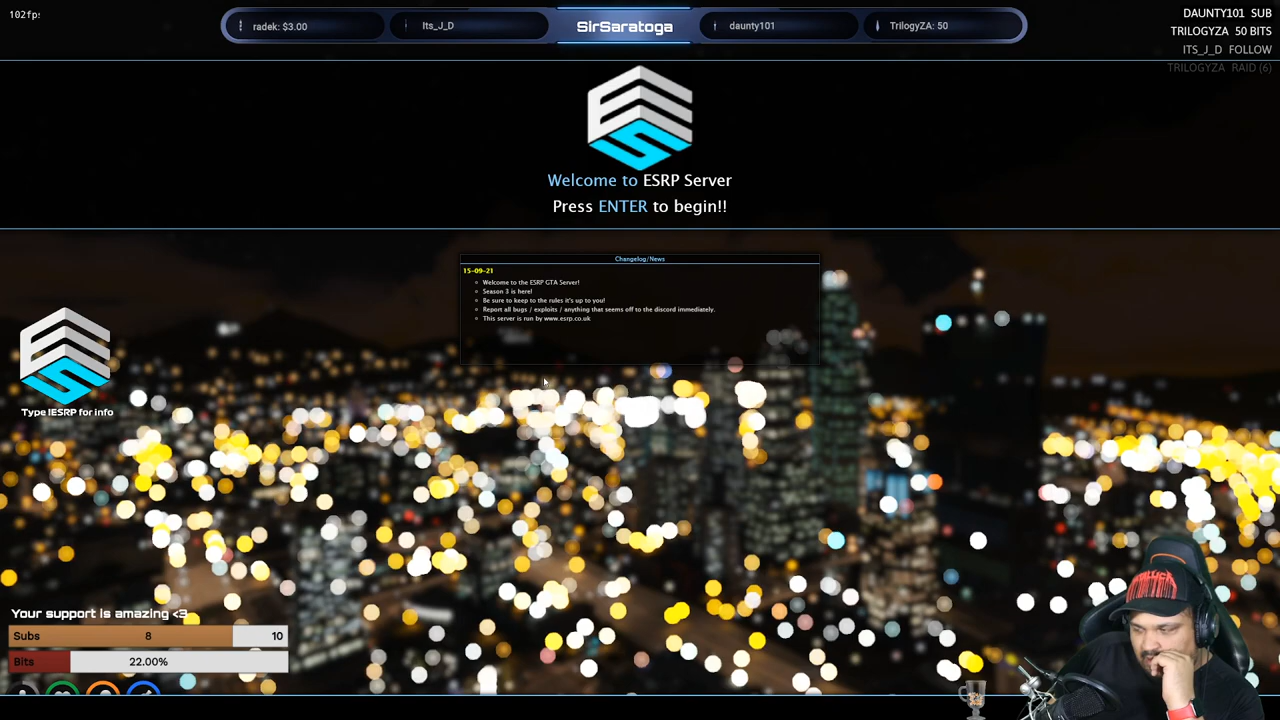 102fp
radek: $3.00
Its_J_D
SirSaratoga
daunty101
TrilogyZA: 50
DAUNTY101 SUB
TRILOGYZA 50 BITS
ITS_J_D FOLLOW
TRILOGYZA RAID (6)
Welcome to ESRP Server
Press ENTER to begin!!
Changelog/News
15-09-21
Welcome to the ESRP GTA Server!
Season 3 is here!
Be sure to keep to the rules it's up to you!
Report all bugs / exploits / anything that seems off to the discord immediately.
This server is run by www.esrp.co.uk
Type !ESRP for info
Your support is amazing <3
Subs 8 10
Bits 22.00%